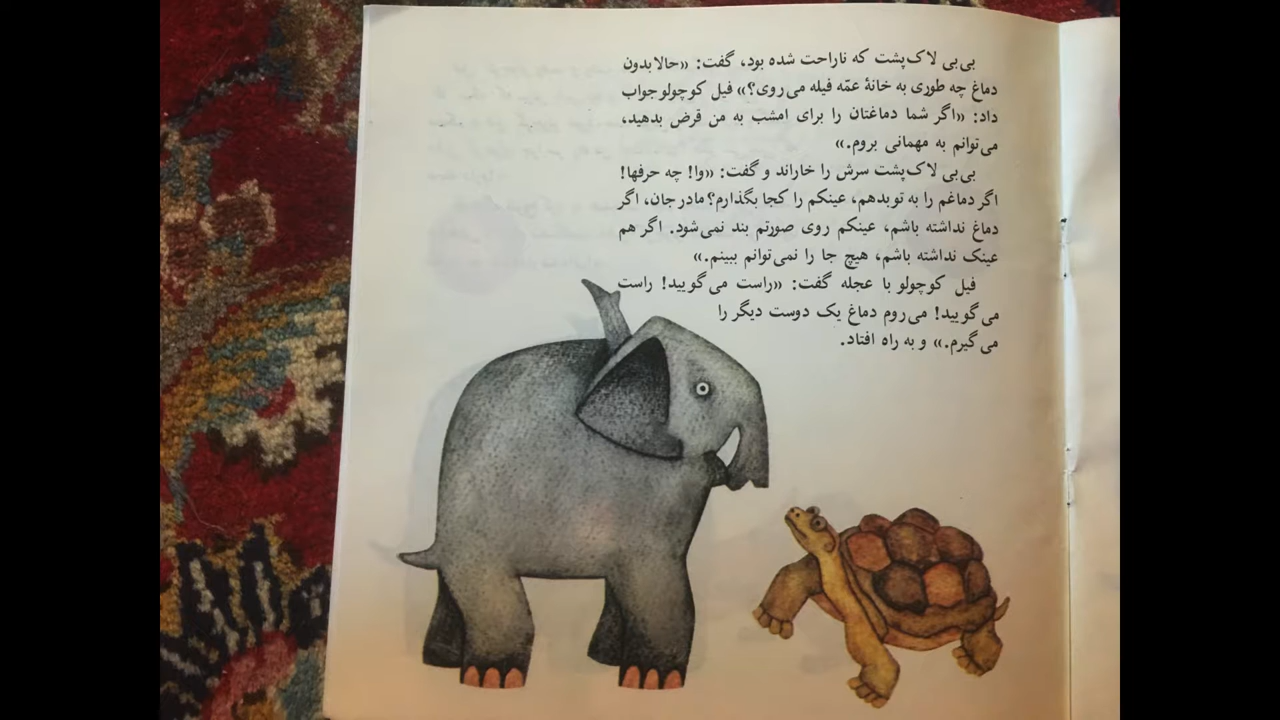 بی‌بی لاک‌پشت که ناراحت شده بود، گفت: «حالا بدون
دماغ چه طوری به خانهٔ عمّه فیله می‌روی؟» فیل کوچولو جواب
داد: «اگر شما دماغتان را برای امشب به من قرض بدهید،
می‌توانم به مهمانی بروم.»
بی‌بی لاک‌پشت سرش را خاراند و گفت: «وا! چه حرفها!
اگر دماغم را به تو بدهم، عینکم را کجا بگذارم؟ مادر جان، اگر
دماغ نداشته باشم، عینکم روی صورتم بند نمی‌شود. اگر هم
عینک نداشته باشم، هیچ جا را نمی‌توانم ببینم.»
فیل کوچولو با عجله گفت: «راست می‌گویید! راست
می‌گویید! می‌روم دماغ یک دوست دیگر را
می‌گیرم.» و به راه افتاد.